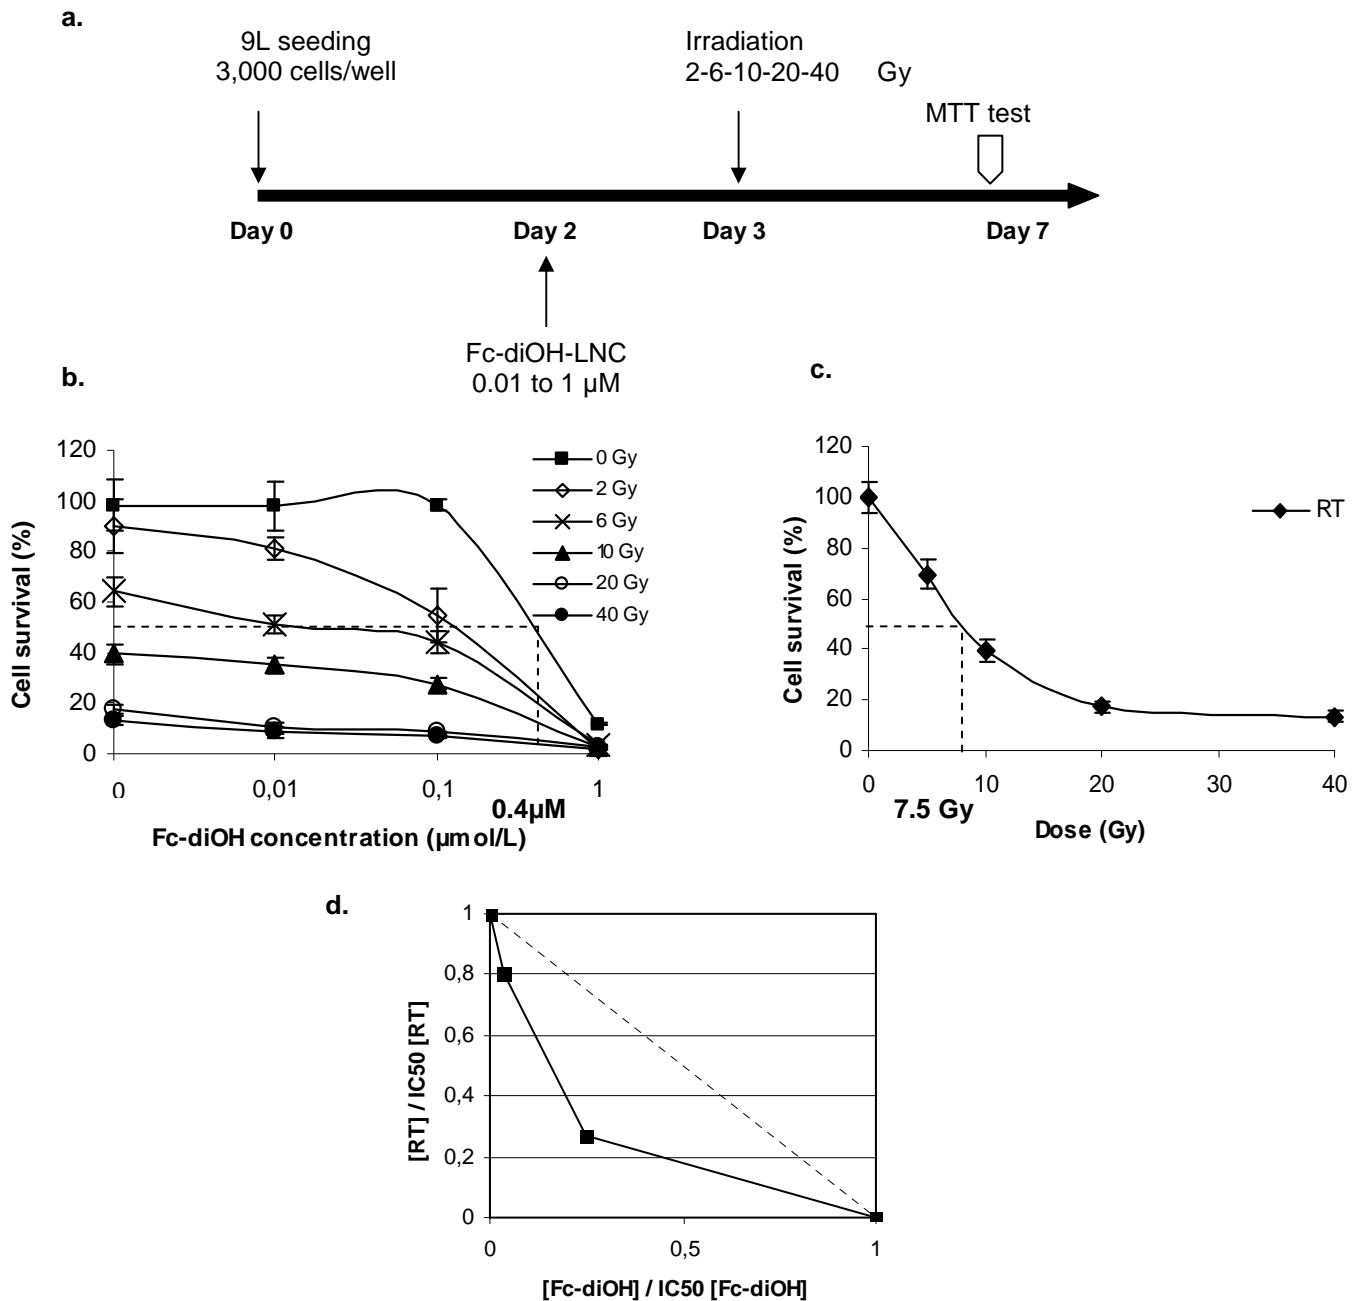 a.
9L seeding
3,000 cells/well
Irradiation
2-6-10-20-40 Gy
MTT test
Day 0
Day 2
Day 3
Day 7
Fc-diOH-LNC
0.01 to 1 µM
b.
120
100
80
60
40
20
0
Cell survival (%)
0
0,01
0,1
1
0.4µM
Fc-diOH concentration (µmol/L)
0 Gy
2 Gy
6 Gy
10 Gy
20 Gy
40 Gy
c.
120
100
80
60
40
20
0
Cell survival (%)
0
10
20
30
40
7.5 Gy
Dose (Gy)
RT
d.
1
0,8
0,6
0,4
0,2
0
[RT] / IC50 [RT]
0
0,5
1
[Fc-diOH] / IC50 [Fc-diOH]